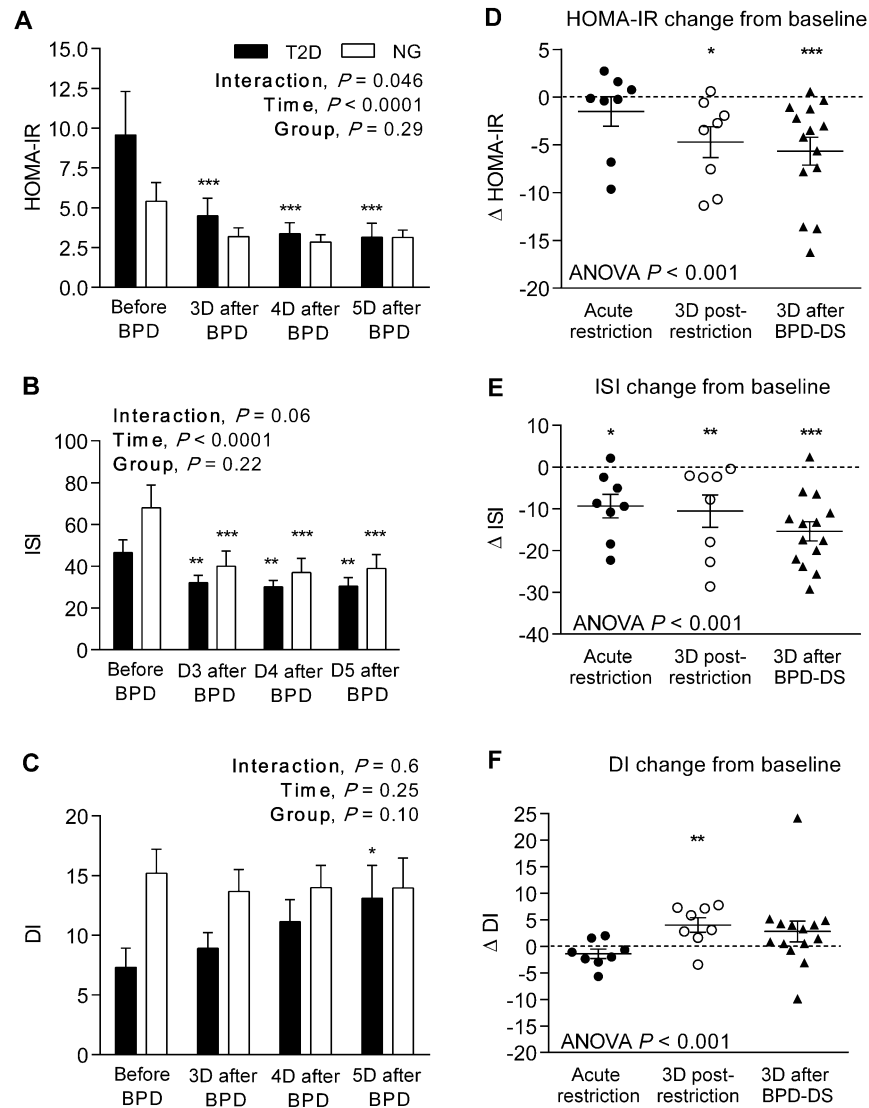 A
15.0
12.5
10.0
7.5
5.0
2.5
0.0
HOMA-IR
T2D NG
Interaction, P = 0.046
Time, P < 0.0001
Group, P = 0.29
*** *** ***
Before BPD
3D after BPD
4D after BPD
5D after BPD
B
Interaction, P = 0.06
Time, P < 0.0001
Group, P = 0.22
100
80
60
40
20
0
ISI
** *** ** *** ** ***
Before BPD
D3 after BPD
D4 after BPD
D5 after BPD
C
Interaction, P = 0.6
Time, P = 0.25
Group, P = 0.10
20
15
10
5
0
DI
*
Before BPD
3D after BPD
4D after BPD
5D after BPD
D
HOMA-IR change from baseline
5
0
-5
-10
-15
-20
Δ HOMA-IR
* ***
ANOVA P < 0.001
Acute restriction
3D post-restriction
3D after BPD-DS
E
ISI change from baseline
10
0
-10
-20
-30
-40
Δ ISI
* ** ***
ANOVA P < 0.001
Acute restriction
3D post-restriction
3D after BPD-DS
F
DI change from baseline
25
20
15
10
5
0
-5
-10
-15
-20
Δ DI
**
ANOVA P < 0.001
Acute restriction
3D post-restriction
3D after BPD-DS